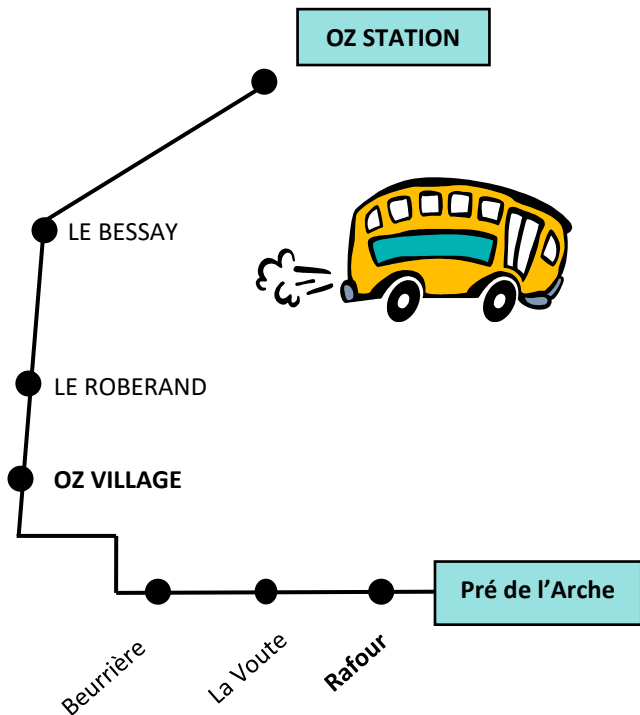 OZ STATION
LE BESSAY
LE ROBERAND
OZ VILLAGE
Pré de l’Arche
Beurrière
La Voute
Rafour